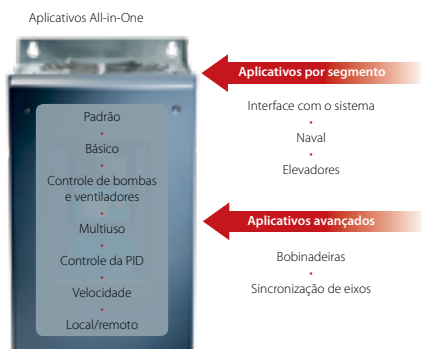 Aplicativos All-in-One
Padrão
Básico
Controle de bombas
e ventiladores
Multiuso
Controle da PID
Velocidade
Local/remoto
Aplicativos por segmento
Interface com o sistema
Naval
Elevadores
Aplicativos avançados
Bobinadeiras
Sincronização de eixos